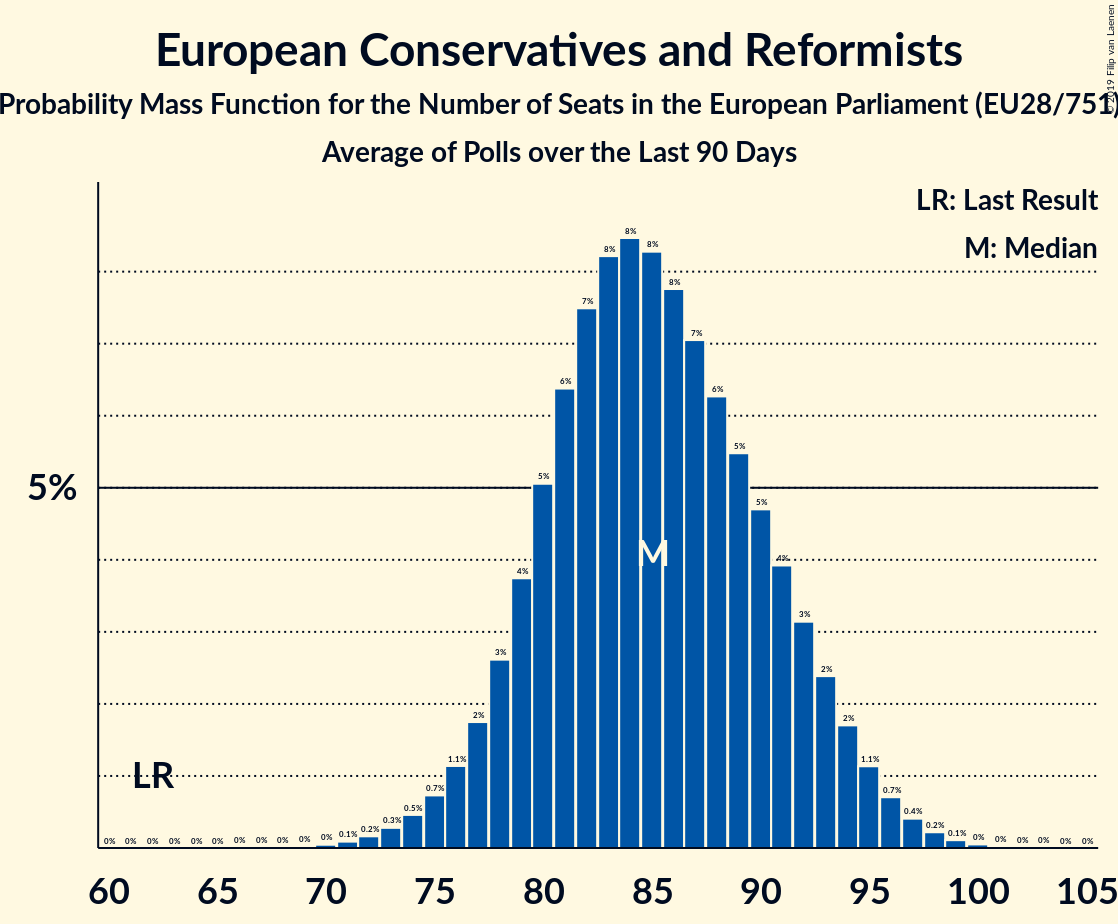 European Conservatives and Reformists
Probability Mass Function for the Number of Seats in the European Parliament (EU28/751)
Average of Polls over the Last 90 Days
© 2019 Filip van Laenen
LR: Last Result
M: Median
5%
0% 0% 0% 0% 0% 0% 0% 0% 0% 0% 0% 0.1% 0.2% 0.3% 0.5% 0.7% 1.1% 2% 3% 4% 5% 6% 7% 8% 8% 8% 8% 7% 6% 5% 5% 4% 3% 2% 2% 1.1% 0.7% 0.4% 0.2% 0.1% 0% 0% 0% 0% 0% 0%
M
LR
60 65 70 75 80 85 90 95 100 105